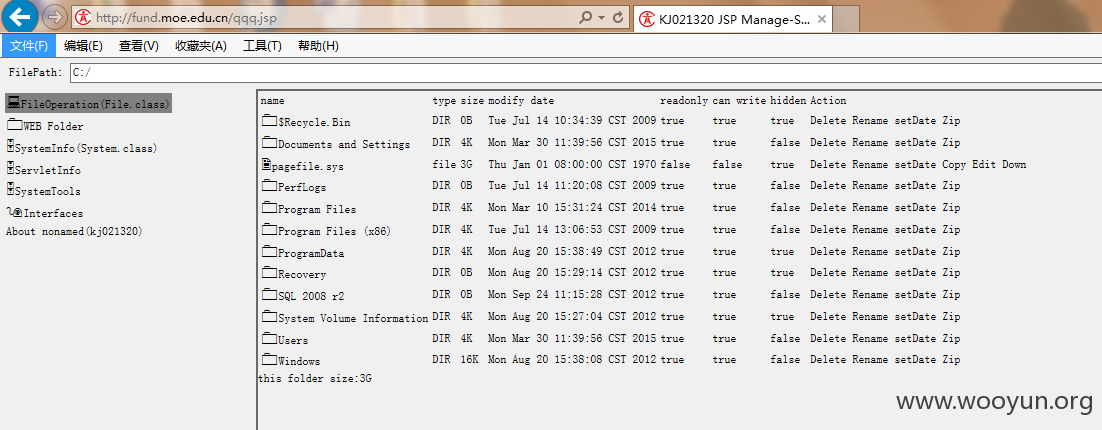 http://fund.moe.edu.cn/qqq.jsp
KJ021320 JSP Manage-S...
文件(F) 编辑(E) 查看(V) 收藏夹(A) 工具(T) 帮助(H)
FilePath: C:/
FileOperation(File.class)
WEB Folder
SystemInfo(System.class)
ServletInfo
SystemTools
Interfaces
About nonamed(kj021320)
name type size modify date readonly can write hidden Action
$Recycle.Bin DIR 0B Tue Jul 14 10:34:39 CST 2009 true true true Delete Rename setDate Zip
Documents and Settings DIR 4K Mon Mar 30 11:39:56 CST 2015 true true false Delete Rename setDate Zip
pagefile.sys file 3G Thu Jan 01 08:00:00 CST 1970 false false true Delete Rename setDate Copy Edit Down
PerfLogs DIR 0B Tue Jul 14 11:20:08 CST 2009 true true false Delete Rename setDate Zip
Program Files DIR 4K Mon Mar 10 15:31:24 CST 2014 true true false Delete Rename setDate Zip
Program Files (x86) DIR 4K Tue Jul 14 13:06:53 CST 2009 true true false Delete Rename setDate Zip
ProgramData DIR 4K Mon Aug 20 15:38:49 CST 2012 true true true Delete Rename setDate Zip
Recovery DIR 0B Mon Aug 20 15:29:14 CST 2012 true true true Delete Rename setDate Zip
SQL 2008 r2 DIR 0B Mon Sep 24 11:15:28 CST 2012 true true false Delete Rename setDate Zip
System Volume Information DIR 4K Mon Aug 20 15:27:04 CST 2012 true true true Delete Rename setDate Zip
Users DIR 4K Mon Mar 30 11:39:56 CST 2015 true true false Delete Rename setDate Zip
Windows DIR 16K Mon Aug 20 15:38:08 CST 2012 true true false Delete Rename setDate Zip
this folder size:3G
www.wooyun.org